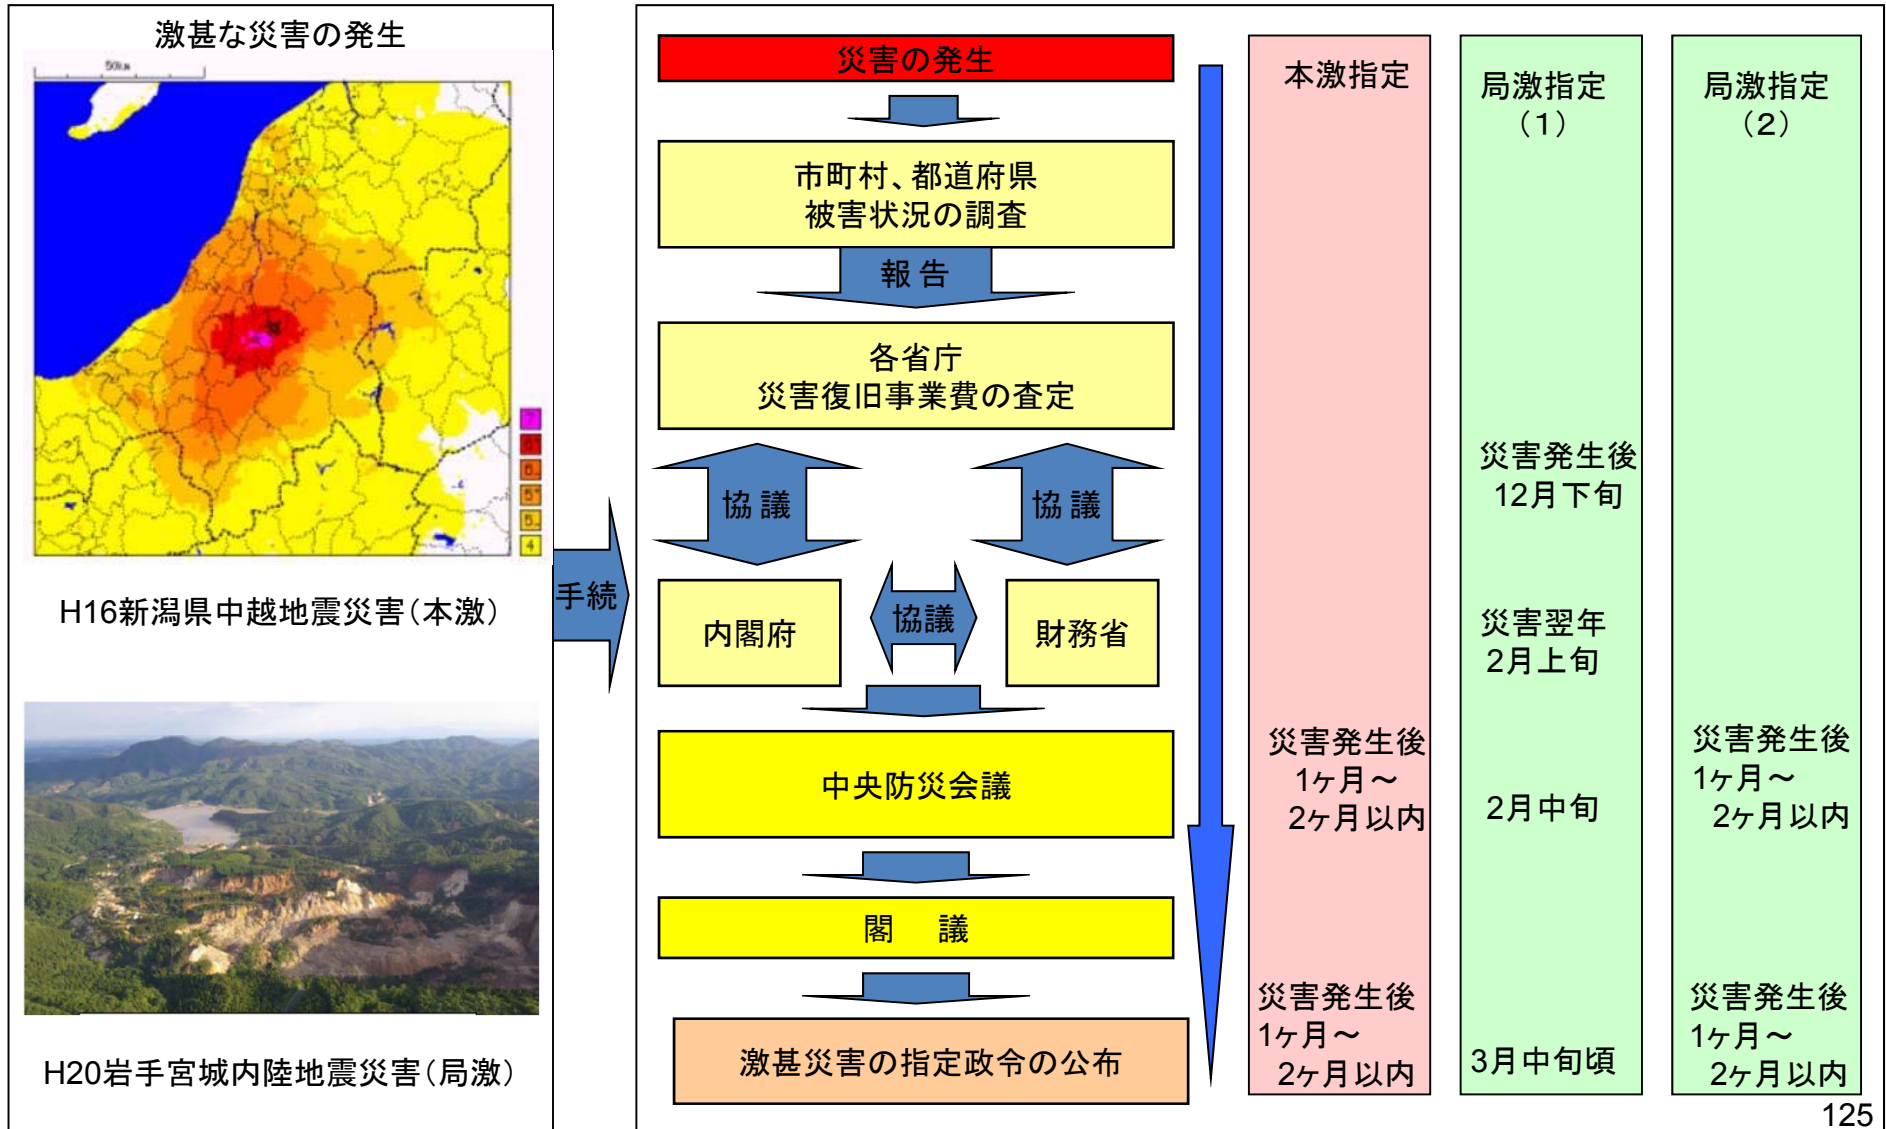 激甚な災害の発生
50km
7
6+
6-
5+
5-
4
H16新潟県中越地震災害（本激）
H20岩手宮城内陸地震災害（局激）
手続
災害の発生
市町村、都道府県
被害状況の調査
報 告
各省庁
災害復旧事業費の査定
協 議
協 議
内閣府
協議
財務省
中央防災会議
閣　議
激甚災害の指定政令の公布
本激指定
災害発生後
1ヶ月～
2ヶ月以内
災害発生後
1ヶ月～
2ヶ月以内
局激指定
（１）
災害発生後
12月下旬
災害翌年
2月上旬
2月中旬
3月中旬頃
局激指定
（２）
災害発生後
1ヶ月～
2ヶ月以内
災害発生後
1ヶ月～
2ヶ月以内
125